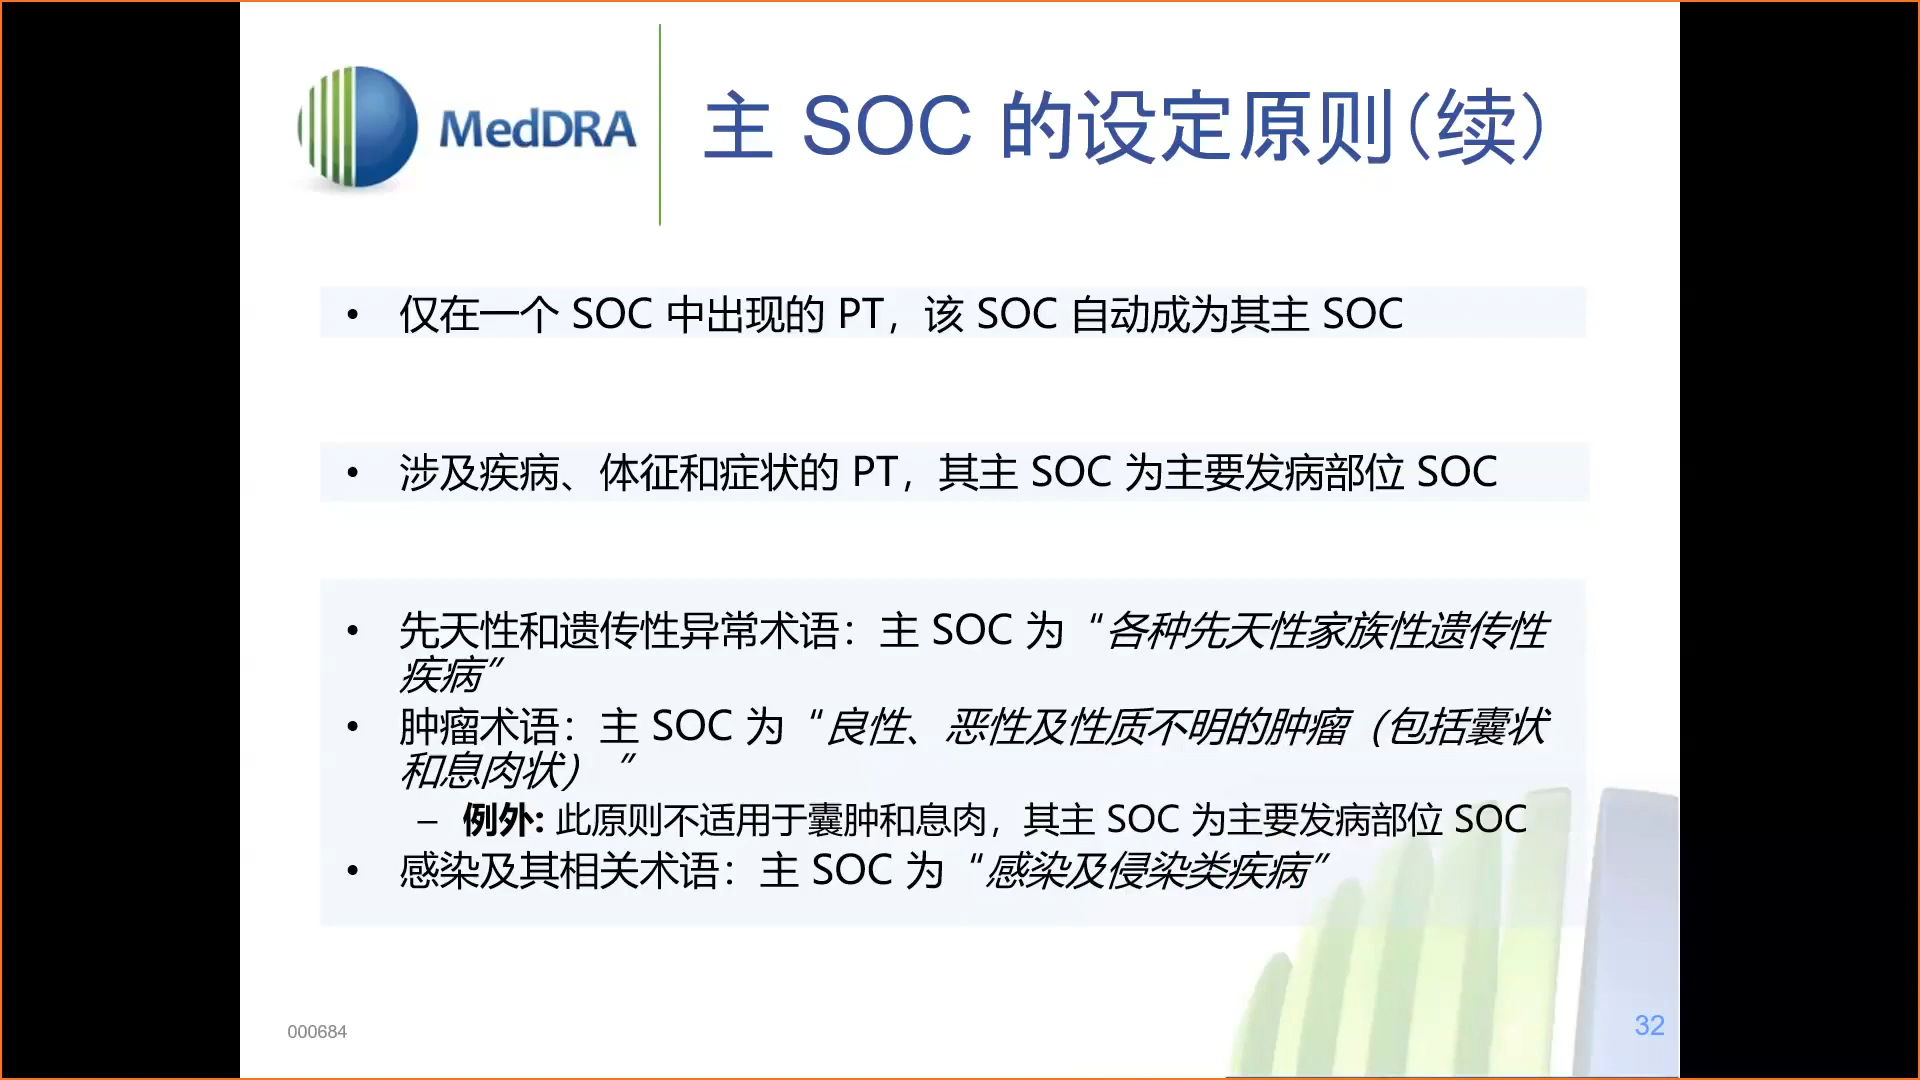 MedDRA
主 SOC 的设定原则(续)
• 仅在一个 SOC 中出现的 PT，该 SOC 自动成为其主 SOC
• 涉及疾病、体征和症状的 PT，其主 SOC 为主要发病部位 SOC
• 先天性和遗传性异常术语：主 SOC 为 “各种先天性家族性遗传性
疾病”
• 肿瘤术语：主 SOC 为 “良性、恶性及性质不明的肿瘤（包括囊状
和息肉状） ”
– 例外: 此原则不适用于囊肿和息肉，其主 SOC 为主要发病部位 SOC
• 感染及其相关术语：主 SOC 为 “感染及侵染类疾病”
000684
32